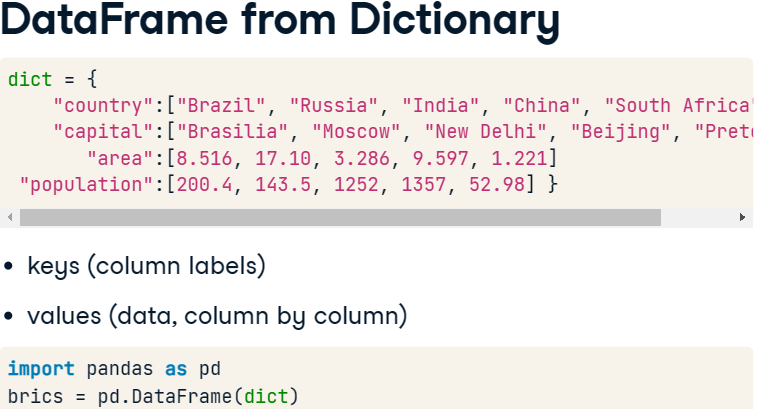 DataFrame from Dictionary
dict = {
    "country":["Brazil", "Russia", "India", "China", "South Africa"
    "capital":["Brasilia", "Moscow", "New Delhi", "Beijing", 
       "area":[8.516, 17.10, 3.286, 9.597, 1.221]
 "population":[200.4, 143.5, 1252, 1357, 52.98] }
• keys (column labels)
• values (data, column by column)
import pandas as pd
brics = pd.DataFrame(dict)